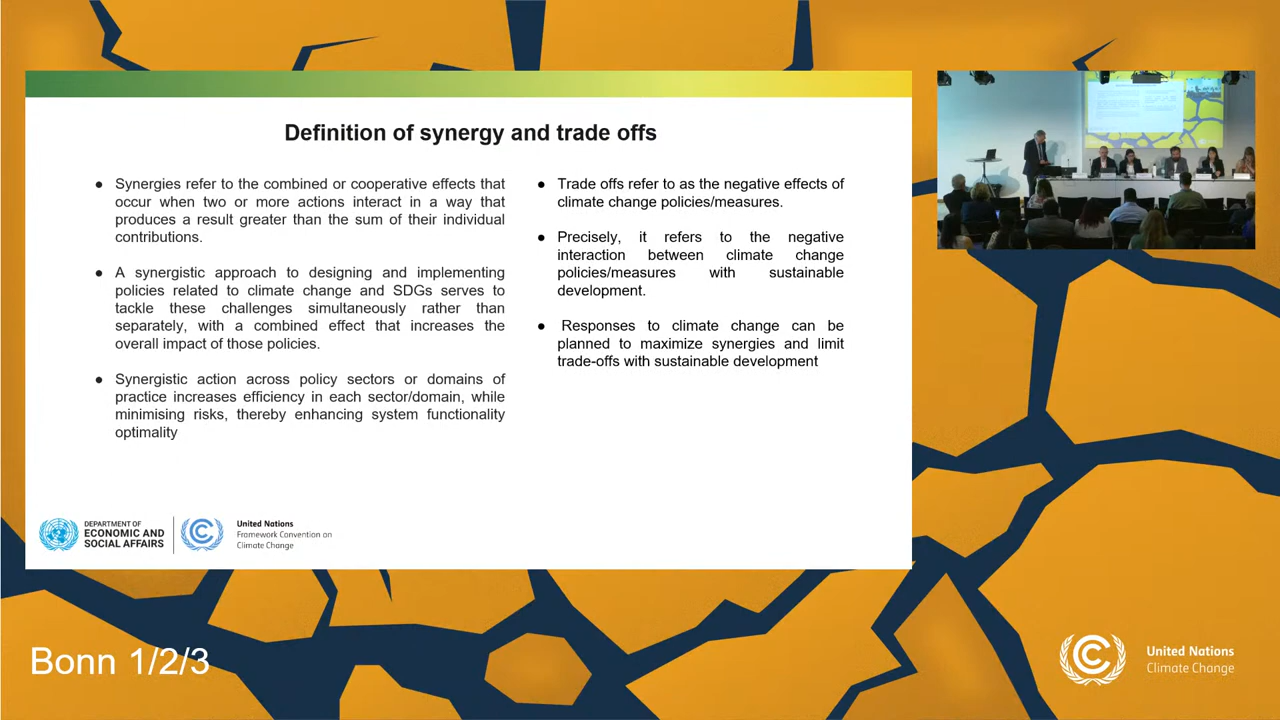 Definition of synergy and trade offs
● Synergies refer to the combined or cooperative effects that
occur when two or more actions interact in a way that
produces a result greater than the sum of their individual
contributions.
● A synergistic approach to designing and implementing
policies related to climate change and SDGs serves to
tackle these challenges simultaneously rather than
separately, with a combined effect that increases the
overall impact of those policies.
● Synergistic action across policy sectors or domains of
practice increases efficiency in each sector/domain, while
minimising risks, thereby enhancing system functionality
optimality
● Trade offs refer to as the negative effects of
climate change policies/measures.
● Precisely, it refers to the negative
interaction between climate change
policies/measures with sustainable
development.
● Responses to climate change can be
planned to maximize synergies and limit
trade-offs with sustainable development
DEPARTMENT OF
ECONOMIC AND
SOCIAL AFFAIRS
United Nations
Framework Convention on
Climate Change
Bonn 1/2/3
United Nations
Climate Change